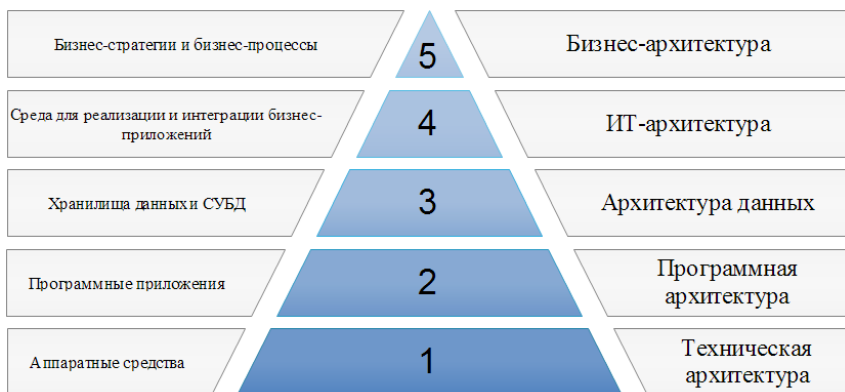 Бизнес-стратегии и бизнес-процессы
5
Бизнес-архитектура
Среда для реализации и интеграции бизнес-
приложений
4
ИТ-архитектура
Хранилища данных и СУБД
3
Архитектура данных
Программные приложения
2
Программная
архитектура
Аппаратные средства
1
Техническая
архитектура